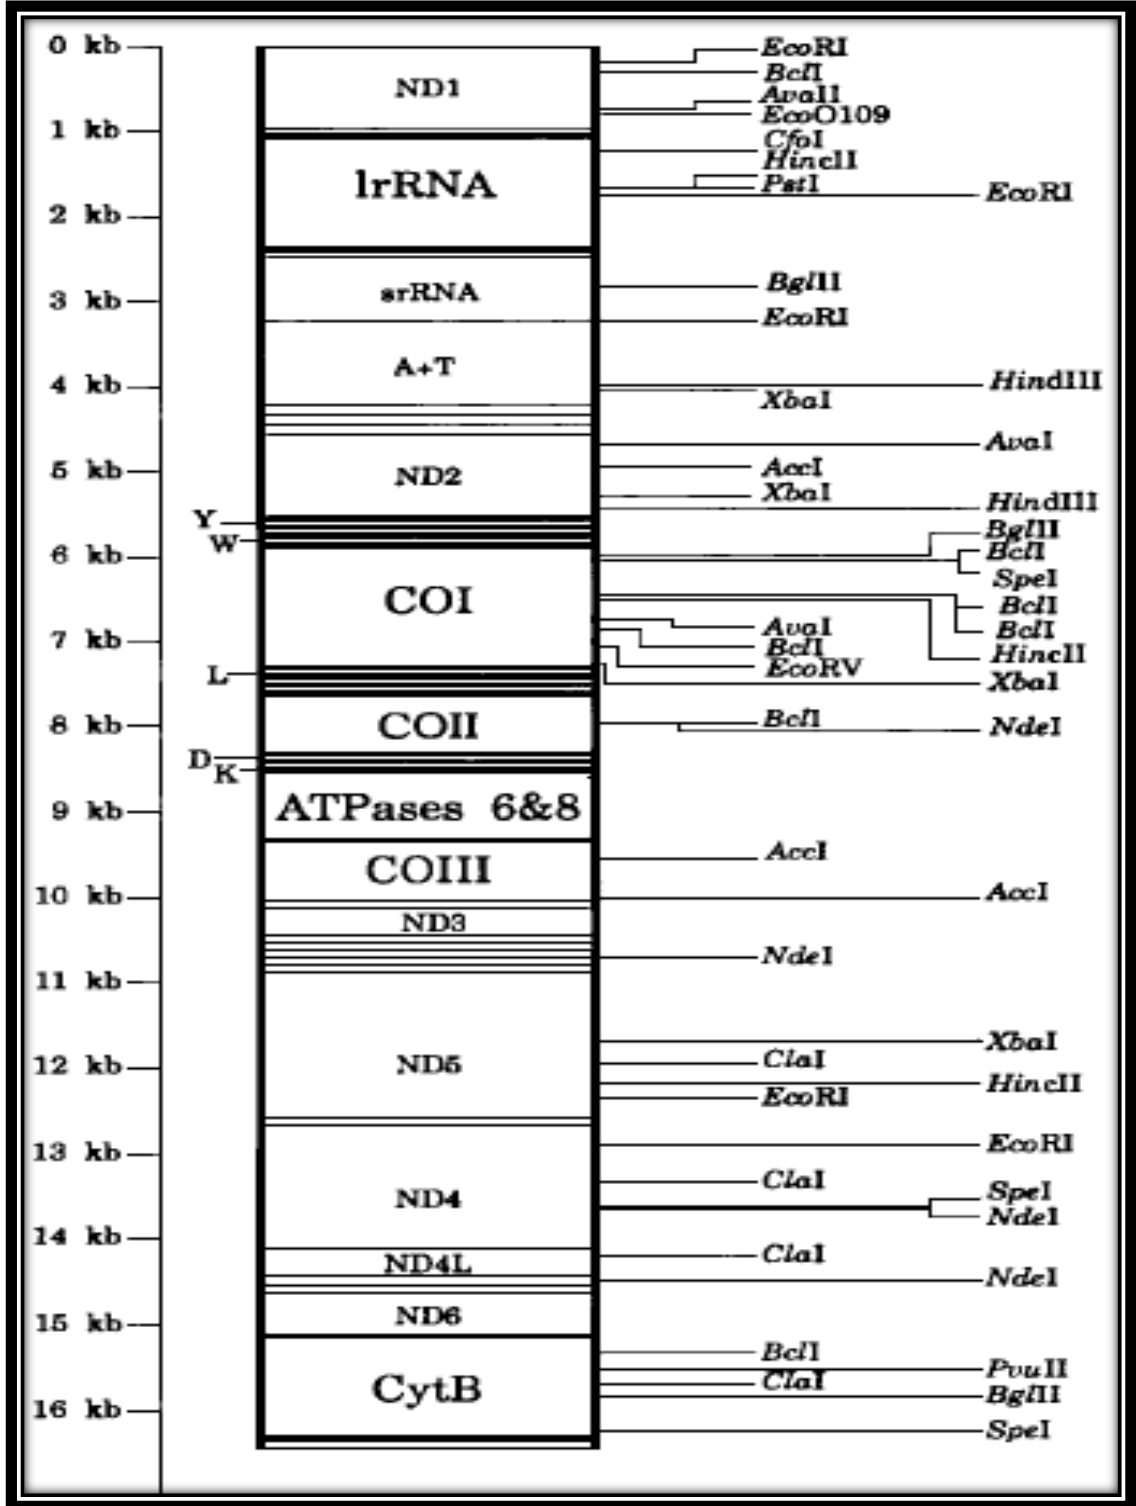 0 kb
1 kb
2 kb
3 kb
4 kb
5 kb
6 kb
7 kb
8 kb
9 kb
10 kb
11 kb
12 kb
13 kb
14 kb
15 kb
16 kb
Y
W
L
D
K
ND1
lrRNA
srRNA
A+T
ND2
COI
COII
ATPases 6&8
COIII
ND3
ND5
ND4
ND4L
ND6
CytB
EcoRI
BclI
AvaII
EcoO109
CfoI
HincII
PstI
EcoRI
BglII
EcoRI
HindIII
XbaI
AvaI
AccI
XbaI
HindIII
BglII
BclI
SpeI
BclI
BclI
HincII
AvaI
BclI
EcoRV
XbaI
BclI
NdeI
AccI
AccI
NdeI
XbaI
ClaI
HincII
EcoRI
EcoRI
ClaI
SpeI
NdeI
ClaI
NdeI
BclI
PvuII
ClaI
BglII
SpeI